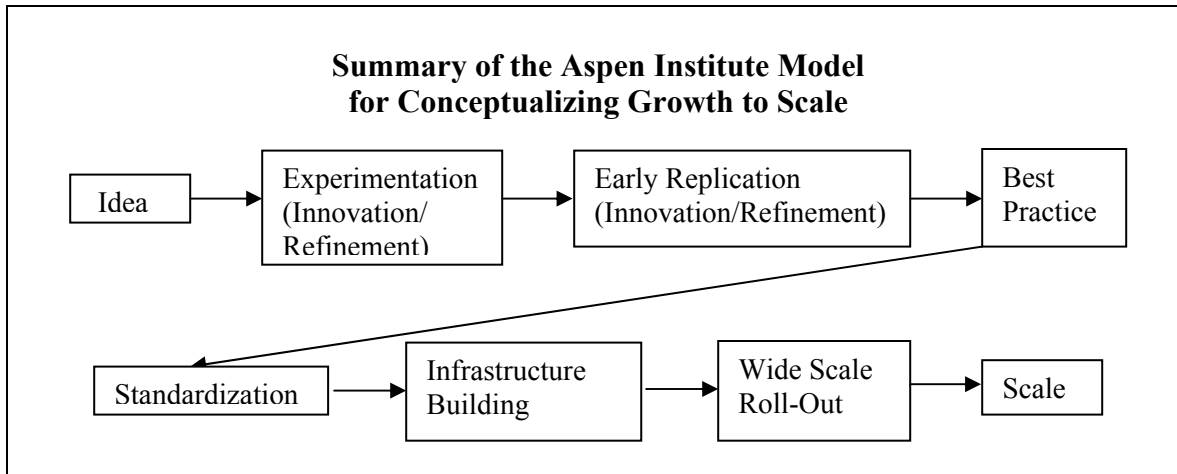 Summary of the Aspen Institute Model
for Conceptualizing Growth to Scale
Idea
Experimentation
(Innovation/
Refinement)
Early Replication
(Innovation/Refinement)
Best
Practice
Standardization
Infrastructure
Building
Wide Scale
Roll-Out
Scale